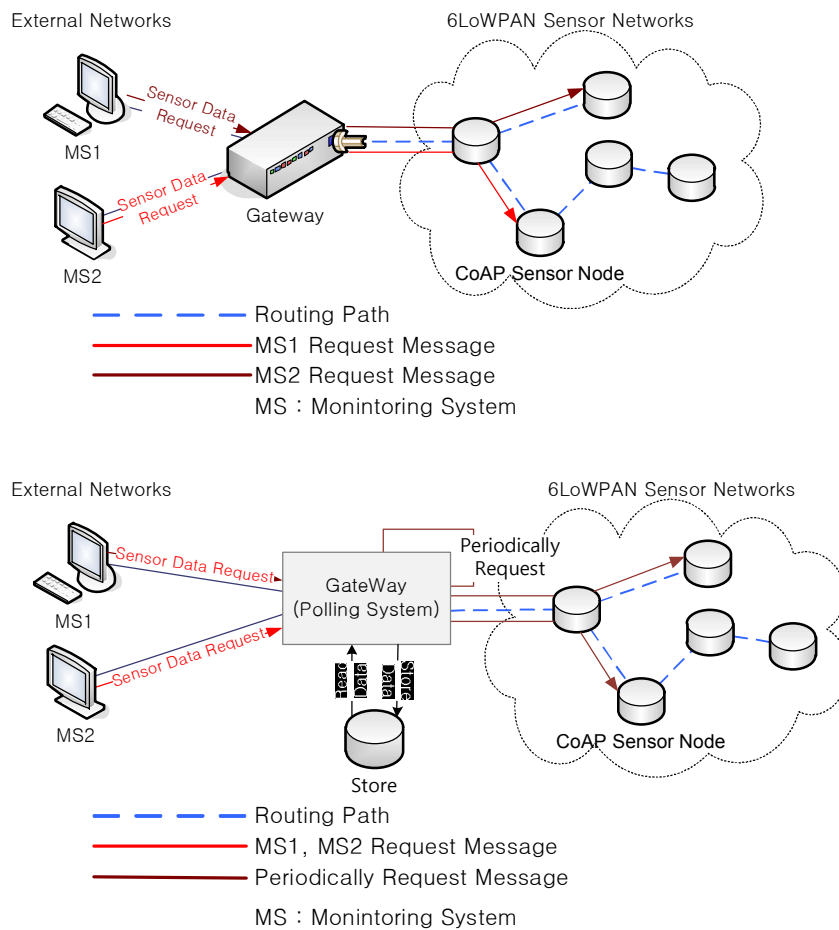 External Networks
6LoWPAN Sensor Networks
Sensor Data
Request
MS1
Sensor Data
Request
MS2
Gateway
CoAP Sensor Node
Routing Path
MS1 Request Message
MS2 Request Message
MS : Monintoring System
External Networks
6LoWPAN Sensor Networks
Sensor Data Request
MS1
Periodically
Request
GateWay
(Polling System)
Sensor Data Request
MS2
Read
Data
Store
Data
CoAP Sensor Node
Store
Routing Path
MS1, MS2 Request Message
Periodically Request Message
MS : Monintoring System